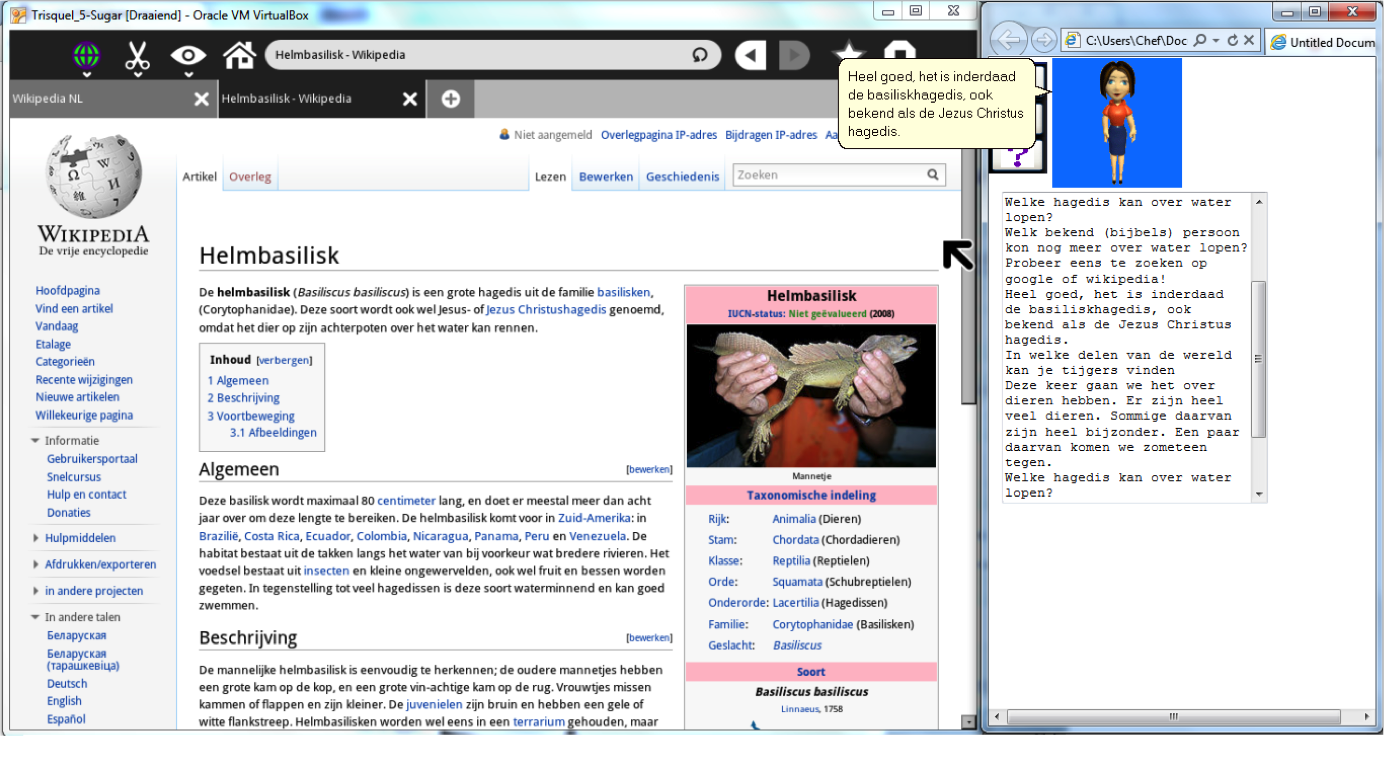 Trisquel_5-Sugar [Draaiend] - Oracle VM VirtualBox
Helmbasilisk - Wikipedia
Wikipedia NL
Helmbasilisk - Wikipedia
Niet aangemeld Overlegpagina IP-adres Bijdragen IP-adres
Artikel Overleg
Lezen Bewerken Geschiedenis
Zoeken
WIKIPEDIA
De vrije encyclopedie
Hoofdpagina
Vind een artikel
Vandaag
Etalage
Categorieën
Recente wijzigingen
Nieuwe artikelen
Willekeurige pagina
Informatie
Gebruikersportaal
Snelcursus
Hulp en contact
Donaties
Hulpmiddelen
Afdrukken/exporteren
in andere projecten
In andere talen
Беларуская
Беларуская
(тарашкевіца)
Deutsch
English
Español
Helmbasilisk
De helmbasilisk (Basiliscus basiliscus) is een grote hagedis uit de familie basilisken,
(Corytophanidae). Deze soort wordt ook wel Jesus- of Jezus Christushagedis genoemd,
omdat het dier op zijn achterpoten over het water kan rennen.
Inhoud [verbergen]
1 Algemeen
2 Beschrijving
3 Voortbeweging
3.1 Afbeeldingen
Algemeen
[bewerken]
Deze basilisk wordt maximaal 80 centimeter lang, en doet er meestal meer dan acht
jaar over om deze lengte te bereiken. De helmbasilisk komt voor in Zuid-Amerika: in
Brazilië, Costa Rica, Ecuador, Colombia, Nicaragua, Panama, Peru en Venezuela. De
habitat bestaat uit de takken langs het water van bij voorkeur wat bredere rivieren. Het
voedsel bestaat uit insecten en kleine ongewervelden, ook wel fruit en bessen worden
gegeten. In tegenstelling tot veel hagedissen is deze soort waterminnend en kan goed
zwemmen.
Beschrijving
[bewerken]
De mannelijke helmbasilisk is eenvoudig te herkennen; de oudere mannetjes hebben
een grote kam op de kop, en een grote vin-achtige kam op de rug. Vrouwtjes missen
kammen of flappen en zijn kleiner. De juvenielen zijn bruin en hebben een gele of
witte flankstreep. Helmbasilisken worden wel eens in een terrarium gehouden, maar
Helmbasilisk
IUCN-status: Niet geëvalueerd (2008)
Mannetje
Taxonomische indeling
Rijk: Animalia (Dieren)
Stam: Chordata (Chordadieren)
Klasse: Reptilia (Reptielen)
Orde: Squamata (Schubreptielen)
Onderorde: Lacertilia (Hagedissen)
Familie: Corytophanidae (Basilisken)
Geslacht: Basiliscus
Soort
Basiliscus basiliscus
Linnaeus, 1758
C:\Users\Chef\Doc
Untitled Docum
Heel goed, het is inderdaad
de basiliskhagedis, ook
bekend als de Jezus Christus
hagedis.
?
Welke hagedis kan over water
lopen?
Welk bekend (bijbels) persoon
kon nog meer over water lopen?
Probeer eens te zoeken op
google of wikipedia!
Heel goed, het is inderdaad
de basiliskhagedis, ook
bekend als de Jezus Christus
hagedis.
In welke delen van de wereld
kan je tijgers vinden
Deze keer gaan we het over
dieren hebben. Er zijn heel
veel dieren. Sommige daarvan
zijn heel bijzonder. Een paar
daarvan komen we zometeen
tegen.
Welke hagedis kan over water
lopen?